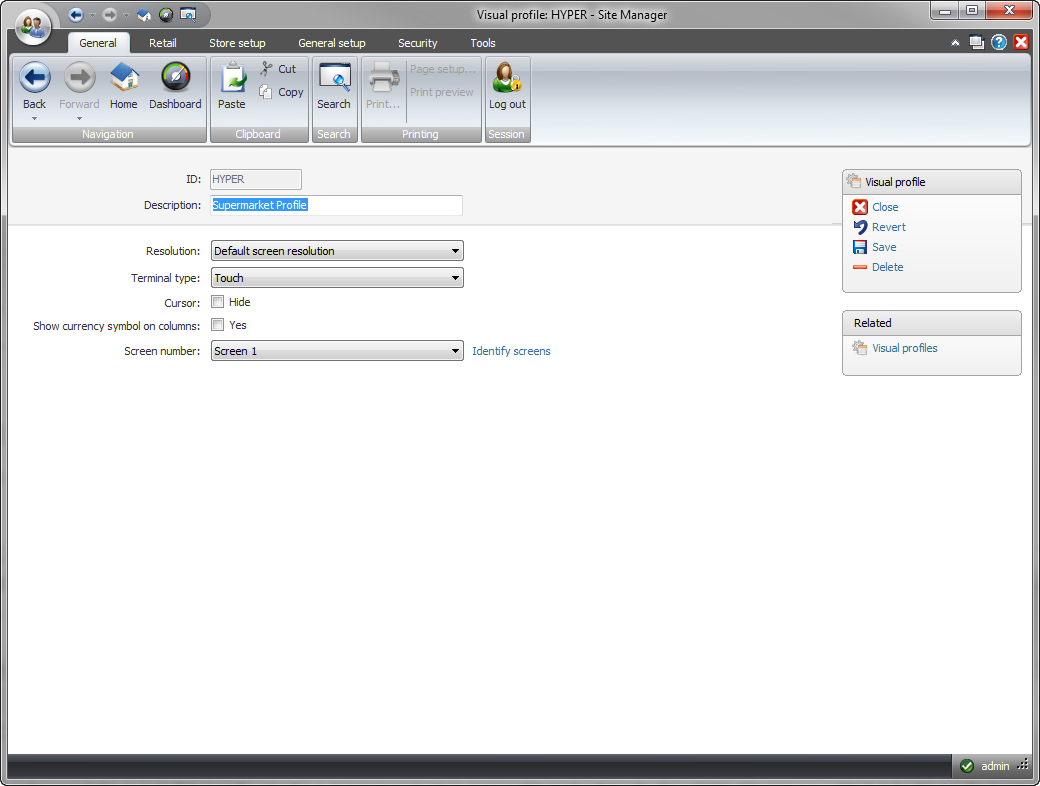 Visual profile: HYPER - Site Manager
General Retail Store setup General setup Security Tools
Back Forward Home Dashboard
Navigation
Paste Cut
Copy
Clipboard
Search
Search
Print... Page setup...
Print preview
Printing
Log out
Session
ID: HYPER
Description: Supermarket Profile
Resolution: Default screen resolution
Terminal type: Touch
Cursor: Hide
Show currency symbol on columns: Yes
Screen number: Screen 1 Identify screens
Visual profile
Close
Revert
Save
Delete
Related
Visual profiles
admin